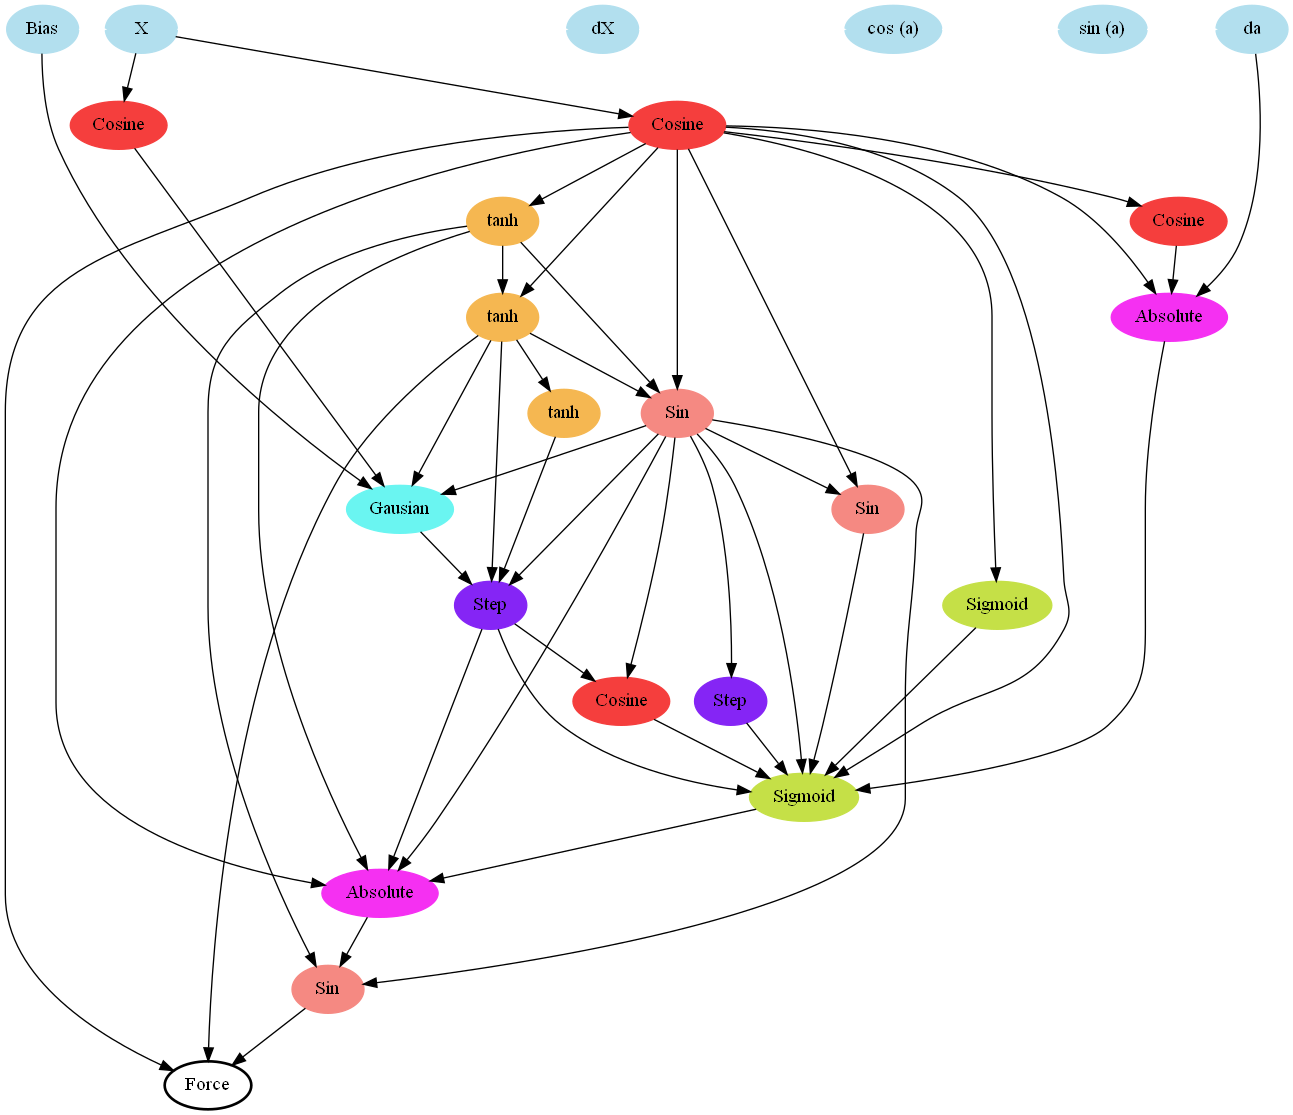 Bias
X
dX
cos (a)
sin (a)
da
Cosine
Cosine
tanh
Cosine
tanh
Absolute
tanh
Sin
Gausian
Sin
Step
Sigmoid
Cosine
Step
Sigmoid
Absolute
Sin
Force